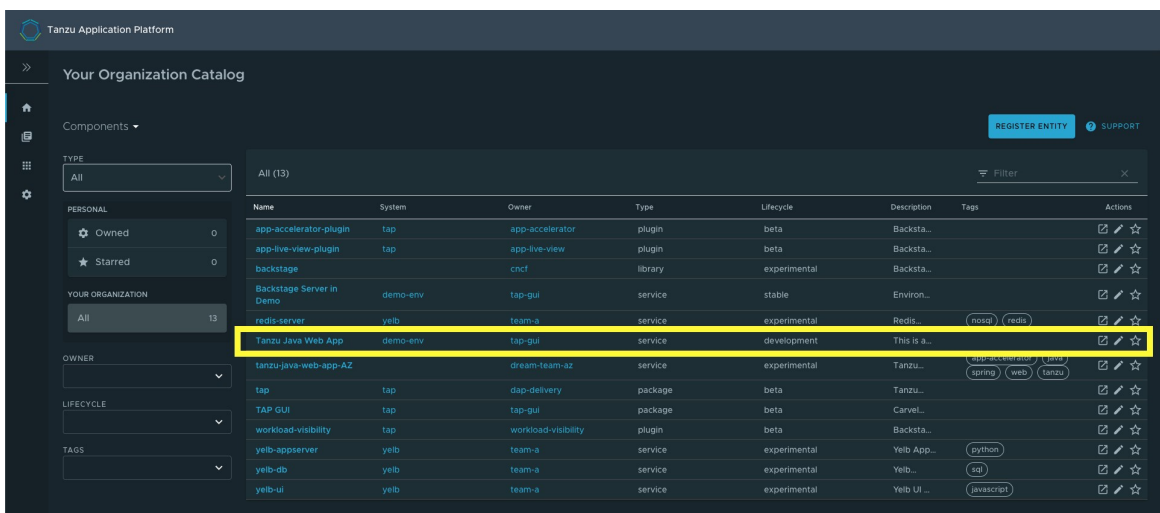 Tanzu Application Platform
Your Organization Catalog
Components
REGISTER ENTITY
SUPPORT
TYPE
All
PERSONAL
Owned 0
Starred 0
YOUR ORGANIZATION
All 13
OWNER
LIFECYCLE
TAGS
All (13)
Filter
Name System Owner Type Lifecycle Description Tags Actions
app-accelerator-plugin tap app-accelerator plugin beta Backsta...
app-live-view-plugin tap app-live-view plugin beta Backsta...
backstage cncf library experimental Backsta...
Backstage Server in
Demo demo-env tap-gui service stable Environ...
redis-server yelb team-a service experimental Redis... nosql redis
Tanzu Java Web App demo-env tap-gui service development This is a...
tanzu-java-web-app-AZ dream-team-az service experimental Tanzu... app-accelerator java
spring web tanzu
tap tap dap-delivery package beta Tanzu...
TAP GUI tap tap-gui package beta Carvel...
workload-visibility tap workload-visibility plugin beta Backsta...
yelb-appserver yelb team-a service experimental Yelb App... python
yelb-db yelb team-a service experimental Yelb... sql
yelb-ui yelb team-a service experimental Yelb UI ... javascript